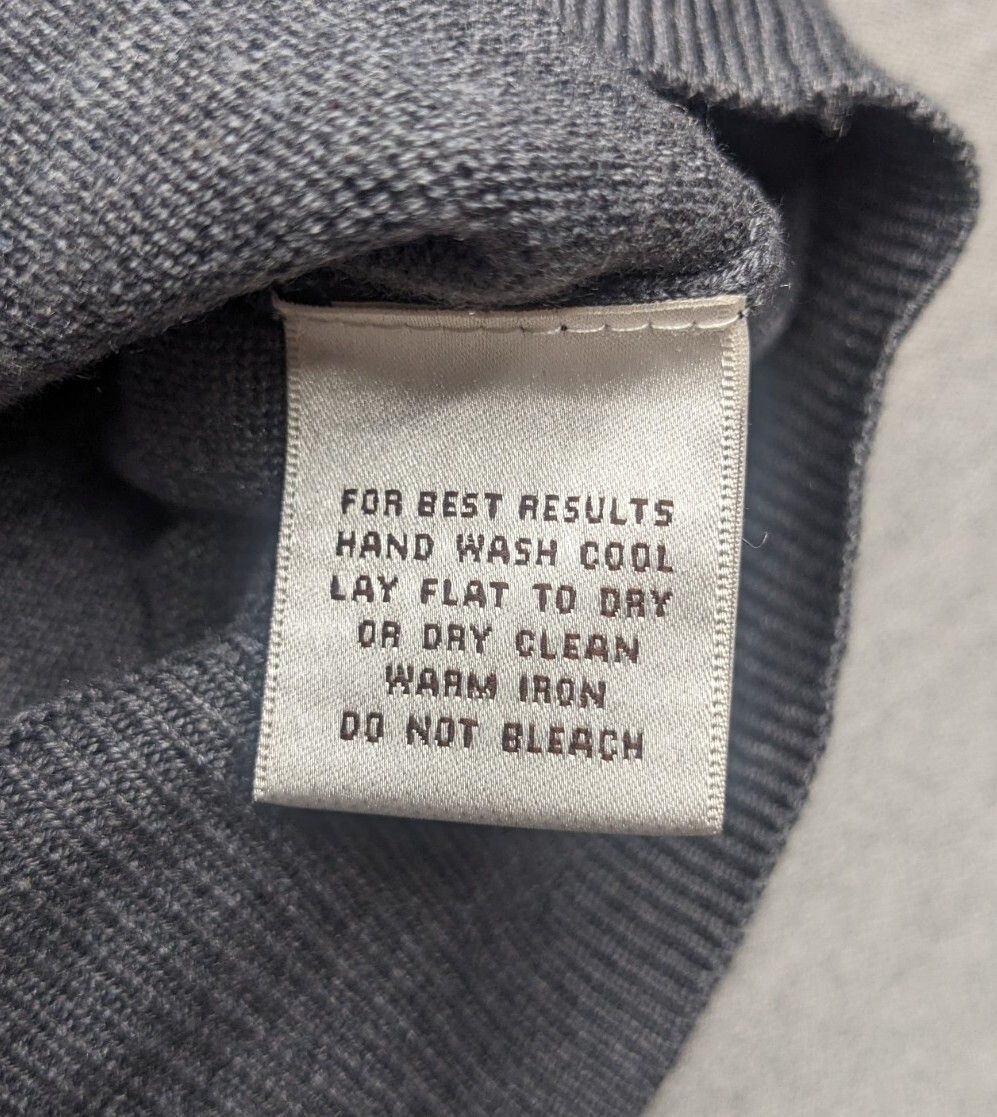 FOR BEST RESULTS
HAND WASH COOL
LAY FLAT TO DRY
OR DRY CLEAN
WARM IRON
DO NOT BLEACH